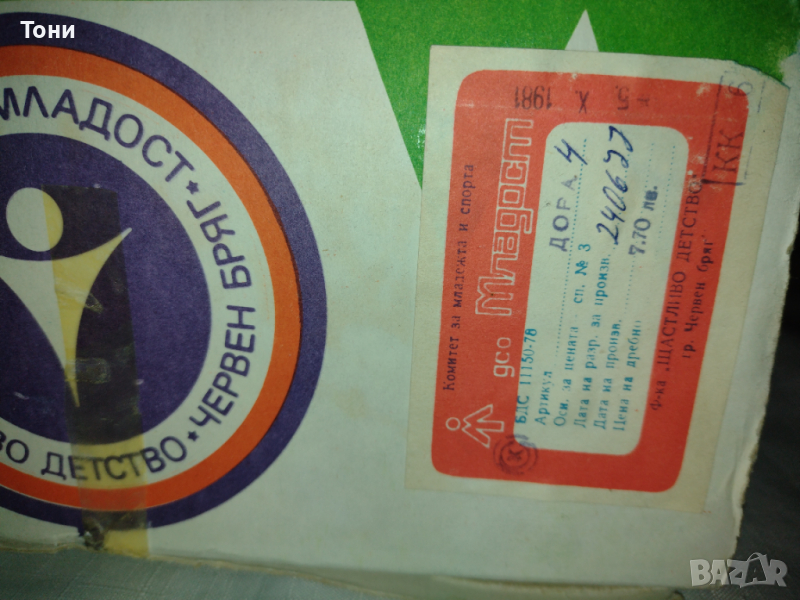 Тони
МЛАДОСТ * ЧЕРВЕН БРЯГ *
ВО ДЕТСТВО
5 X 1981
КК 6
Комитет за младежта и спорта
дсо Младост
БДС 11150-78
Артикул ДОРА 4
Осн. за цената сп. № 3
Дата на разр. за произв.
Дата на произв.
Цена на дребно 7.70 лв.
Ф-ка „ЩАСТЛИВО ДЕТСТВО"
гр. Червен бряг
BAZAR